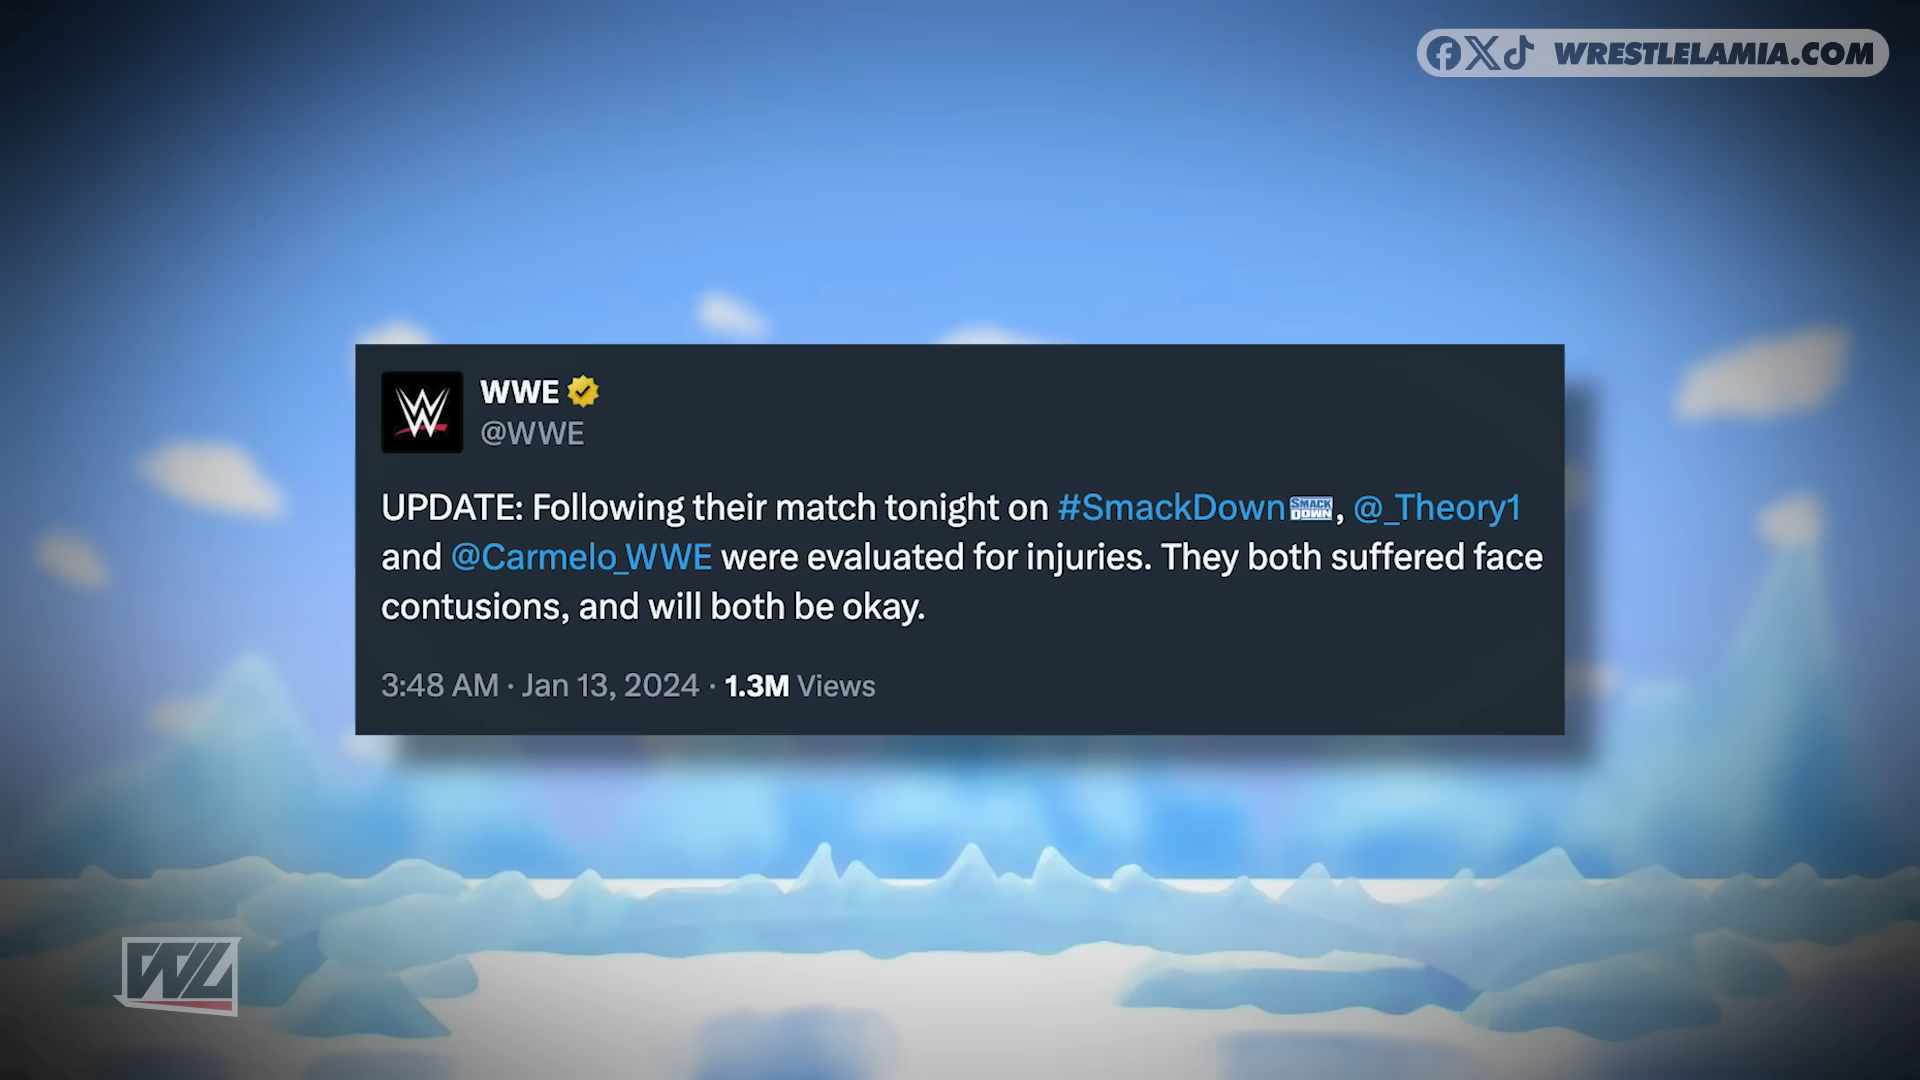 WRESTLELAMIA.COM
WWE
@WWE
UPDATE: Following their match tonight on #SmackDown SMACK DOWN, @_Theory1
and @Carmelo_WWE were evaluated for injuries. They both suffered face
contusions, and will both be okay.
3:48 AM · Jan 13, 2024 · 1.3M Views
WL